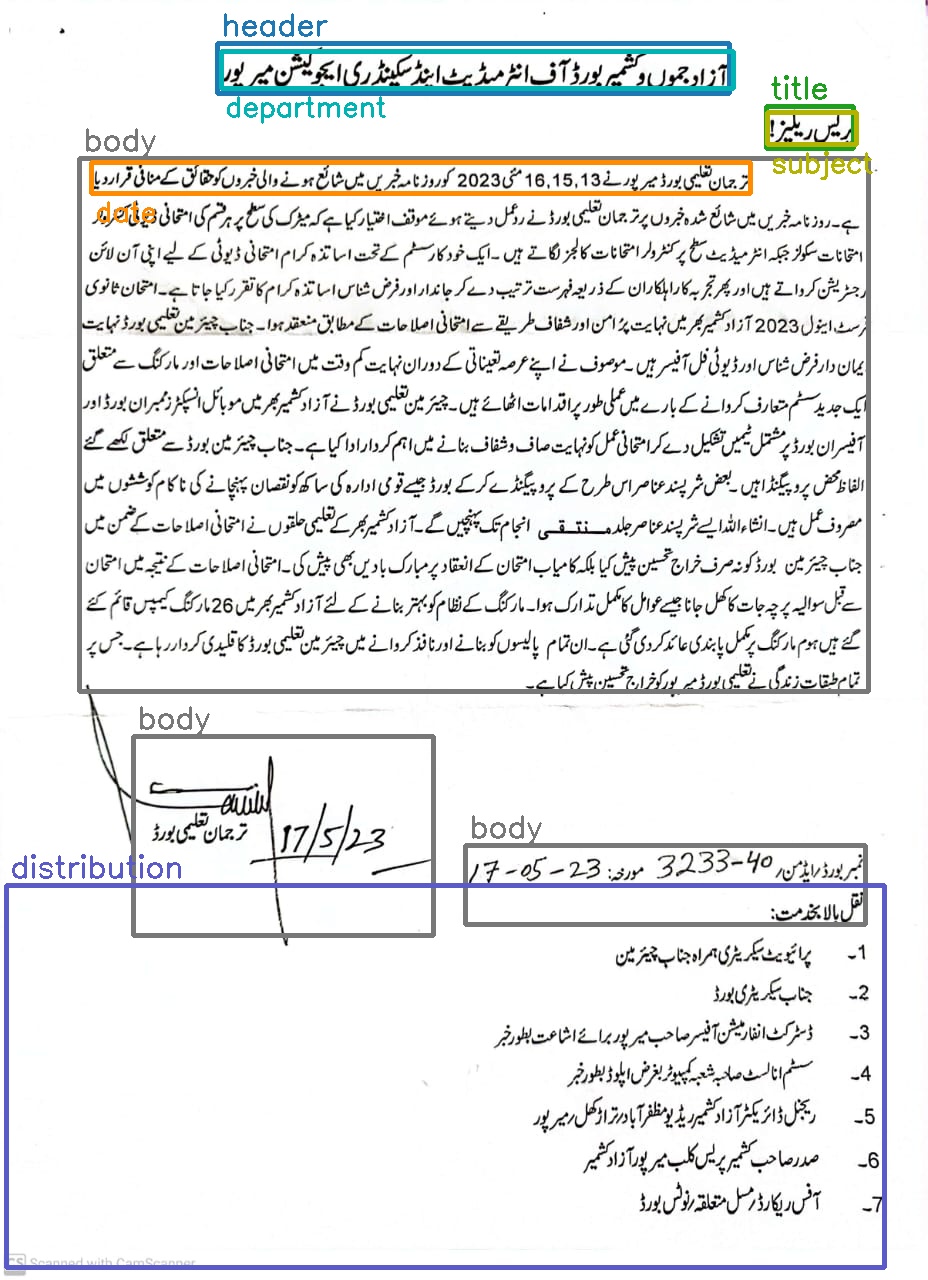 header
آزاد جموں و کشمیر بورڈ آف انٹرمیڈیٹ اینڈ سکینڈری ایجوکیشن میرپور
department
title
پریس ریلیز!
subject
body
ترجمان تعلیمی بورڈ میرپور نے 16,15,13 مئی 2023 کو روزنامہ خبریں میں شائع ہونے والی خبروں کو حقائق کے منافی قرار دیا
date
ہے۔ روزنامہ خبریں میں شائع شدہ خبروں پر ترجمان تعلیمی بورڈ نے ردعمل دیتے ہوئے موقف اختیار کیا ہے کہ میٹرک کی سطح پر ہر قسم کی امتحانی ڈیوٹی کنٹرولر
امتحانات سکولز جبکہ انٹرمیڈیٹ سطح پر کنٹرولر امتحانات کالجز لگاتے ہیں۔ ایک خودکار سسٹم کے تحت اساتذہ کرام امتحانی ڈیوٹی کے لیے اپنی آن لائن
رجسٹریشن کرواتے ہیں اور پھر تجربہ کار اہلکاران کے ذریعہ فہرست ترتیب دے کر جاندار اور فرض شناس اساتذہ کرام کا تقرر کیا جاتا ہے۔ امتحان ثانوی
فرسٹ اینول 2023 آزاد کشمیر بھر میں نہایت پر امن اور شفاف طریقے سے امتحانی اصلاحات کے مطابق منعقد ہوا۔ جناب چیئرمین تعلیمی بورڈ نہایت
ایمان دار فرض شناس اور ڈیوٹی فل آفیسر ہیں۔ موصوف نے اپنے عرصہ تعیناتی کے دوران نہایت کم وقت میں امتحانی اصلاحات اور مارکنگ سے متعلق
ایک جدید سسٹم متعارف کروانے کے بارے میں عملی طور پر اقدامات اٹھائے ہیں۔ چیئرمین تعلیمی بورڈ نے آزاد کشمیر بھر میں موبائل انسپکٹرز ممبران بورڈ اور
آفیسران بورڈ پر مشتمل ٹیمیں تشکیل دے کر امتحانی عمل کو نہایت صاف و شفاف بنانے میں اہم کردار ادا کیا ہے۔ جناب چیئرمین بورڈ سے متعلق لکھے گئے
الفاظ محض پروپیگنڈا ہیں۔ بعض شرپسند عناصر اس طرح کے پروپیگنڈے کر کے بورڈ جیسے قومی ادارہ کی ساکھ کو نقصان پہنچانے کی ناکام کوششوں میں
مصروف عمل ہیں۔ انشاء اللہ ایسے شرپسند عناصر جلد منتقی انجام تک پہنچیں گے۔ آزاد کشمیر بھر کے تعلیمی حلقوں نے امتحانی اصلاحات کے ضمن میں
جناب چیئرمین بورڈ کو نہ صرف خراج تحسین پیش کیا بلکہ کامیاب امتحان کے انعقاد پر مبارک بادیں بھی پیش کی۔ امتحانی اصلاحات کے نتیجہ میں امتحان
سے قبل سوالیہ پرچہ جات کا کھل جانا جیسے عوامل کا مکمل تدارک ہوا۔ مارکنگ کے نظام کو بہتر بنانے کے لئے آزاد کشمیر بھر میں 26 مارکنگ کیمپس قائم کئے
گئے ہیں ہوم مارکنگ پر مکمل پابندی عائد کر دی گئی ہے۔ ان تمام پالیسوں کو بنانے اور نافذ کروانے میں چیئرمین تعلیمی بورڈ کا قلیدی کردار رہا ہے۔ جس پر
تمام طبقات زندگی نے تعلیمی بورڈ میرپور کو خراج تحسین پیش کیا ہے۔
body
ترجمان تعلیمی بورڈ
17/5/23
body
نمبر بورڈ/ایڈمن/ 3233-40 مورخہ: 17-05-23
distribution
نقل بالا بخدمت:
1۔ پرائیویٹ سیکریٹری ہمراہ جناب چیئرمین
2۔ جناب سیکریٹری بورڈ
3۔ ڈسٹرکٹ انفارمیشن آفیسر صاحب میرپور برائے اشاعت بطور خبر
4۔ سسٹم انالسٹ صاحبہ شعبہ کمپیوٹر بغرض اپلوڈ بطور خبر
5۔ ریجنل ڈائریکٹر آزاد کشمیر ریڈیو مظفرآباد/تراڑکھل/میرپور
6۔ صدر صاحب کشمیر پریس کلب میرپور آزاد کشمیر
7۔ آفس ریکارڈ/مسل متعلقہ/نوٹس بورڈ
CS Scanned with CamScanner